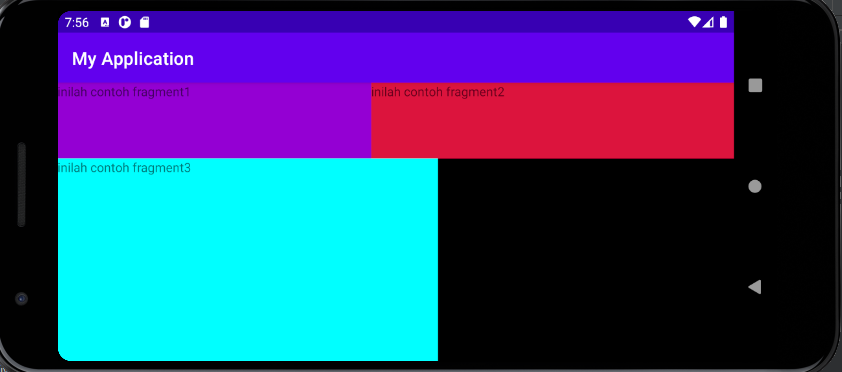 7:56
My Application
inilah contoh fragment1
inilah contoh fragment2
inilah contoh fragment3